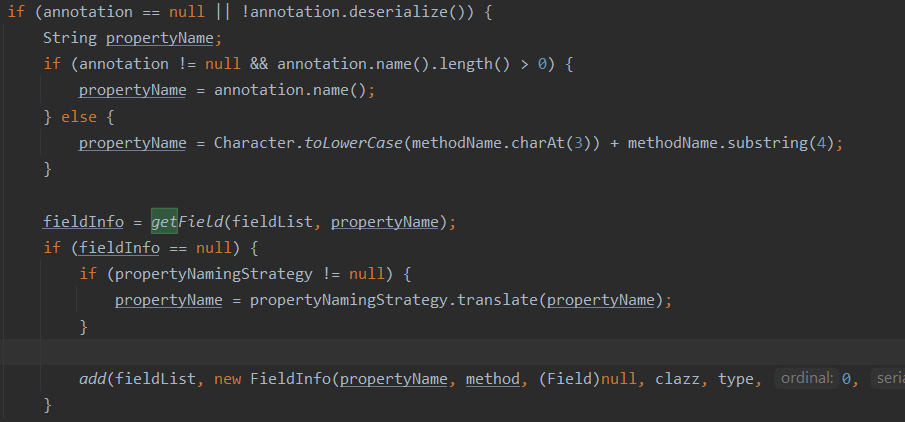 if (annotation == null || !annotation.deserialize()) {
    String propertyName;
    if (annotation != null && annotation.name().length() > 0) {
        propertyName = annotation.name();
    } else {
        propertyName = Character.toLowerCase(methodName.charAt(3)) + methodName.substring(4);
    }

    fieldInfo = getField(fieldList, propertyName);
    if (fieldInfo == null) {
        if (propertyNamingStrategy != null) {
            propertyName = propertyNamingStrategy.translate(propertyName);
        }

        add(fieldList, new FieldInfo(propertyName, method, (Field)null, clazz, type, ordinal: 0, seria
    }